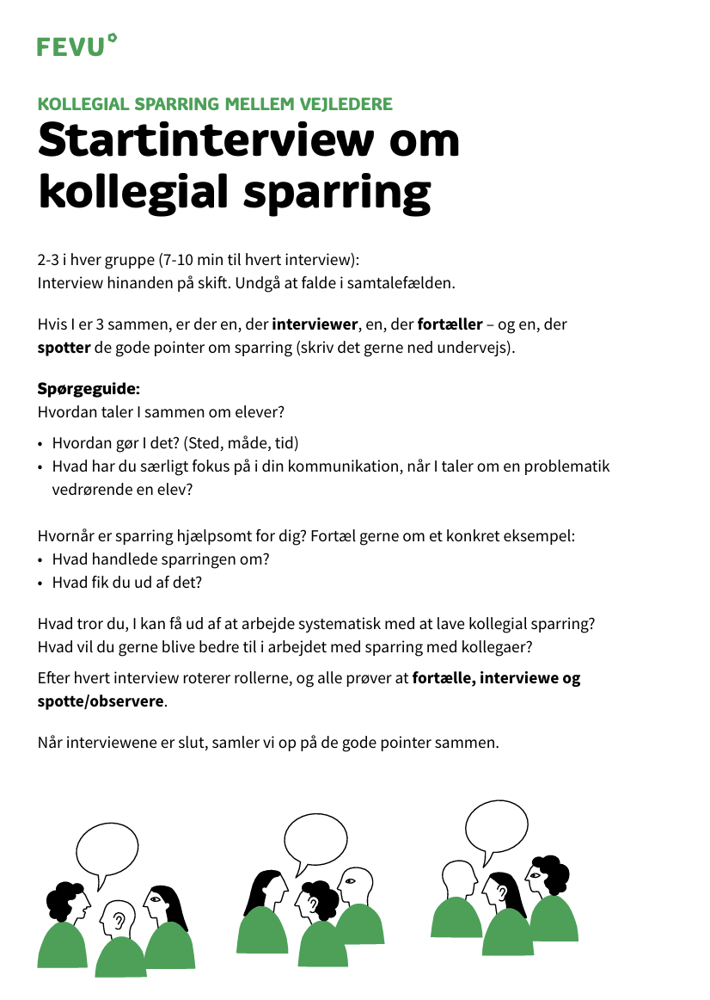 FEVU
KOLLEGIAL SPARRING MELLEM VEJLEDERE
Startinterview om
kollegial sparring
2-3 i hver gruppe (7-10 min til hvert interview):
Interview hinanden på skift. Undgå at falde i samtalefælden.
Hvis I er 3 sammen, er der en, der interviewer, en, der fortæller – og en, der
spotter de gode pointer om sparring (skriv det gerne ned undervejs).
Spørgeguide:
Hvordan taler I sammen om elever?
• Hvordan gør I det? (Sted, måde, tid)
• Hvad har du særligt fokus på i din kommunikation, når I taler om en problematik
vedrørende en elev?
Hvornår er sparring hjælpsomt for dig? Fortæl gerne om et konkret eksempel:
• Hvad handlede sparringen om?
• Hvad fik du ud af det?
Hvad tror du, I kan få ud af at arbejde systematisk med at lave kollegial sparring?
Hvad vil du gerne blive bedre til i arbejdet med sparring med kollegaer?
Efter hvert interview roterer rollerne, og alle prøver at fortælle, interviewe og
spotte/observere.
Når interviewene er slut, samler vi op på de gode pointer sammen.